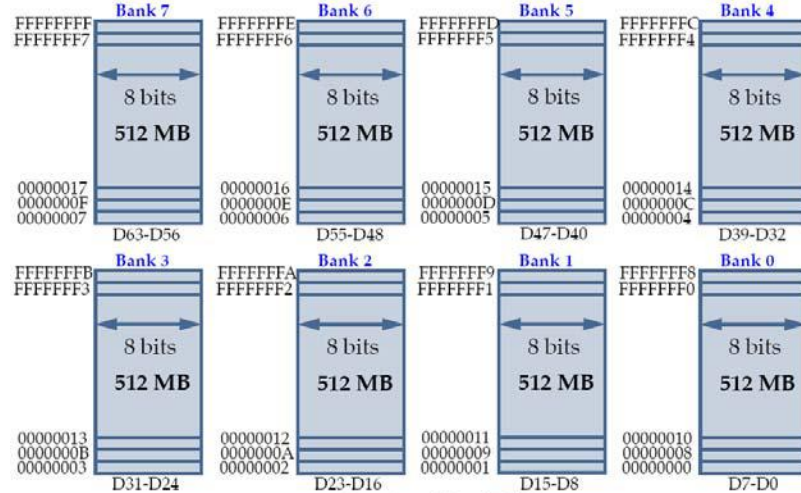 Bank 7
FFFFFFFF
FFFFFFF7
8 bits
512 MB
00000017
0000000F
00000007
D63-D56
Bank 6
FFFFFFFE
FFFFFFF6
8 bits
512 MB
00000016
0000000E
00000006
D55-D48
Bank 5
FFFFFFFD
FFFFFFF5
8 bits
512 MB
00000015
0000000D
00000005
D47-D40
Bank 4
FFFFFFFC
FFFFFFF4
8 bits
512 MB
00000014
0000000C
00000004
D39-D32
Bank 3
FFFFFFFB
FFFFFFF3
8 bits
512 MB
00000013
0000000B
00000003
D31-D24
Bank 2
FFFFFFFA
FFFFFFF2
8 bits
512 MB
00000012
0000000A
00000002
D23-D16
Bank 1
FFFFFFF9
FFFFFFF1
8 bits
512 MB
00000011
00000009
00000001
D15-D8
Bank 0
FFFFFFF8
FFFFFFF0
8 bits
512 MB
00000010
00000008
00000000
D7-D0